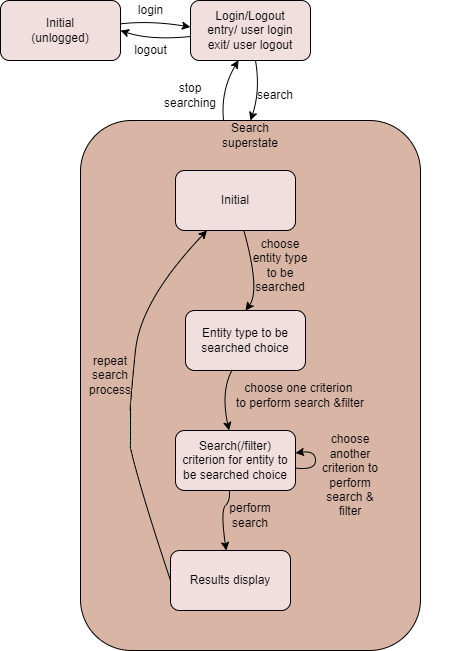 Initial
(unlogged)
login
logout
Login/Logout
entry/ user login
exit/ user logout
stop
searching
search
Search
superstate
Initial
choose
entity type
to be
searched
Entity type to be
searched choice
repeat
search
process
choose one criterion
to perform search &filter
Search(/filter)
criterion for entity to
be searched choice
choose
another
criterion to
perform
search &
filter
perform
search
Results display